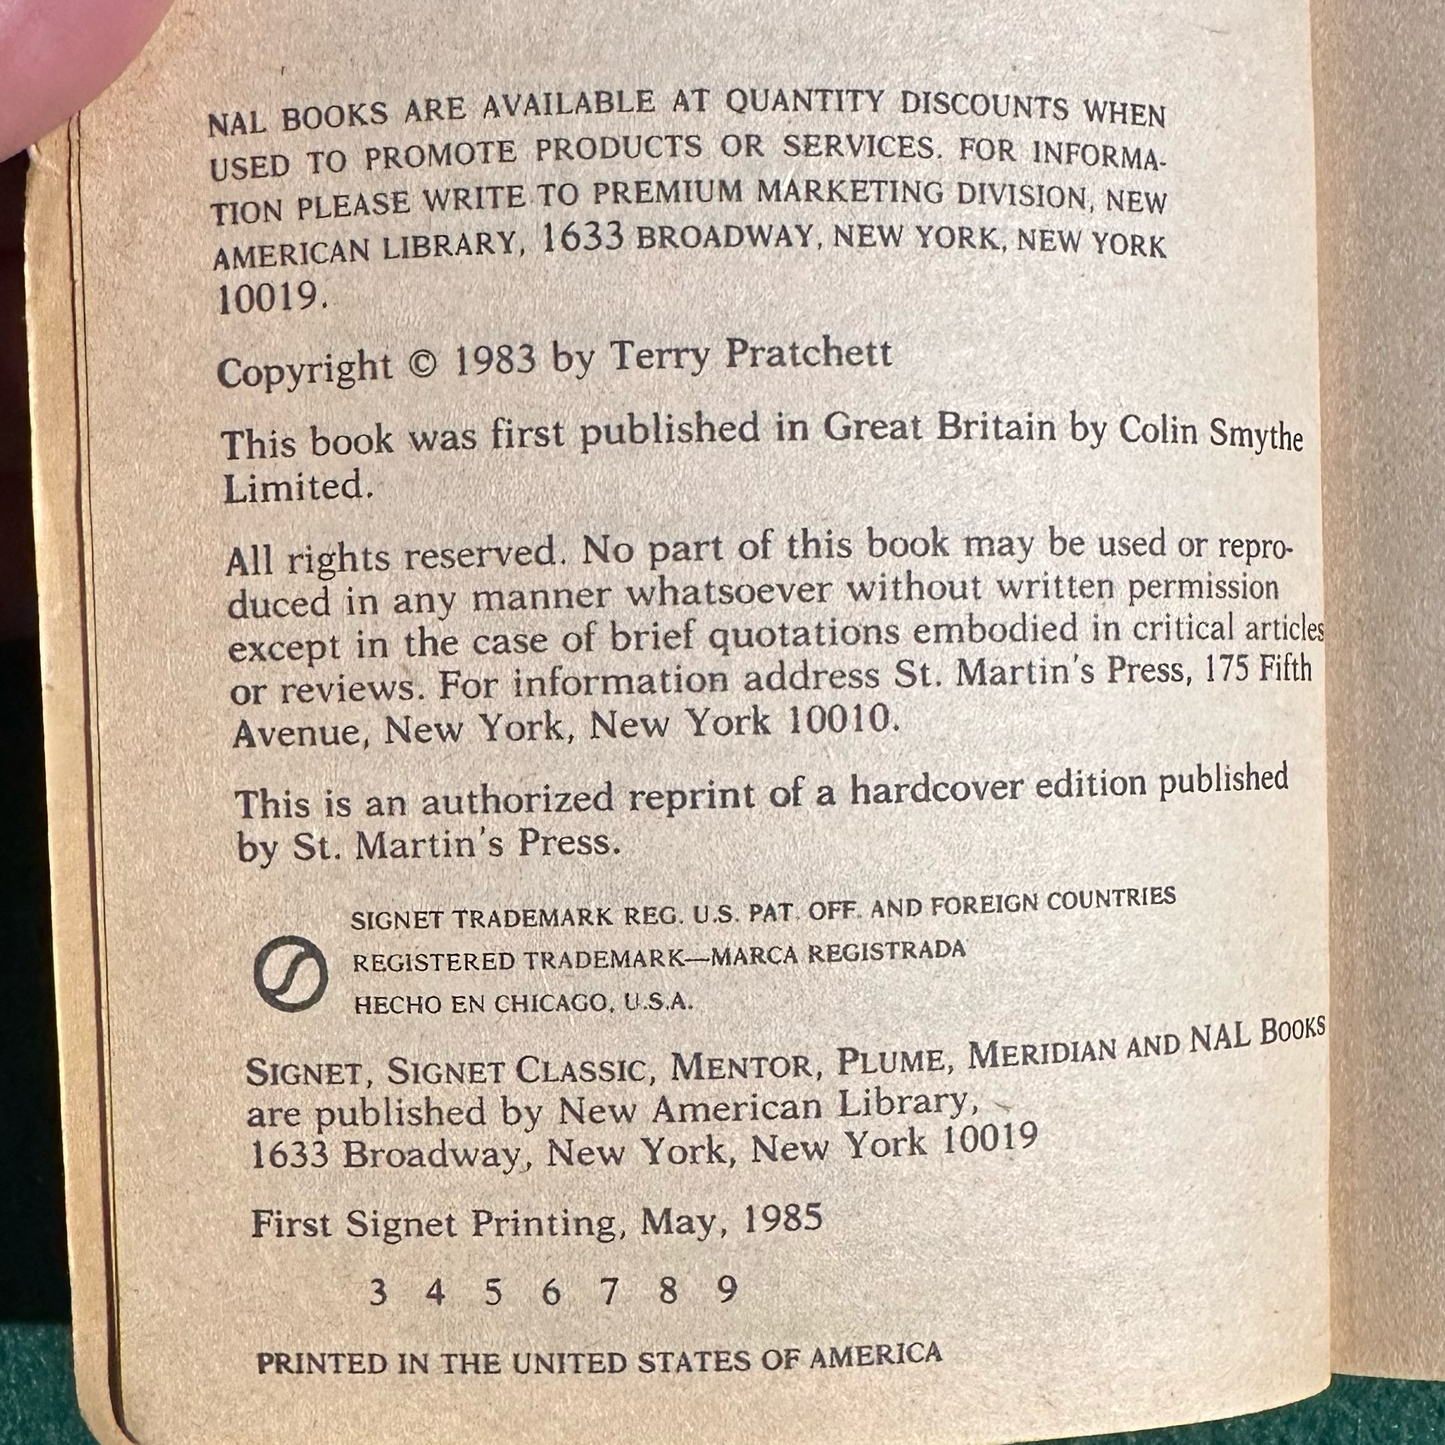 NAL BOOKS ARE AVAILABLE AT QUANTITY DISCOUNTS WHEN
USED TO PROMOTE PRODUCTS OR SERVICES. FOR INFORMA-
TION PLEASE WRITE TO PREMIUM MARKETING DIVISION, NEW
AMERICAN LIBRARY, 1633 BROADWAY, NEW YORK, NEW YORK
10019.
Copyright © 1983 by Terry Pratchett
This book was first published in Great Britain by Colin Smythe
Limited.
All rights reserved. No part of this book may be used or repro-
duced in any manner whatsoever without written permission
except in the case of brief quotations embodied in critical articles
or reviews. For information address St. Martin's Press, 175 Fifth
Avenue, New York, New York 10010.
This is an authorized reprint of a hardcover edition published
by St. Martin's Press.
SIGNET TRADEMARK REG. U.S. PAT. OFF. AND FOREIGN COUNTRIES
REGISTERED TRADEMARK—MARCA REGISTRADA
HECHO EN CHICAGO, U.S.A.
SIGNET, SIGNET CLASSIC, MENTOR, PLUME, MERIDIAN AND NAL BOOKS
are published by New American Library,
1633 Broadway, New York, New York 10019
First Signet Printing, May, 1985
3 4 5 6 7 8 9
PRINTED IN THE UNITED STATES OF AMERICA